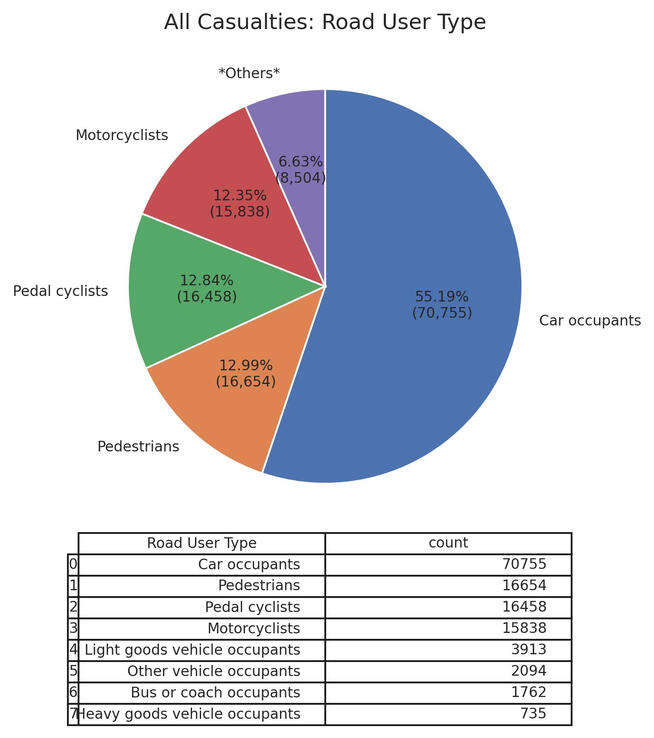 All Casualties: Road User Type
*Others*
Motorcyclists
6.63%
(8,504)
12.35%
(15,838)
Pedal cyclists
12.84%
(16,458)
55.19%
(70,755)
Car occupants
12.99%
(16,654)
Pedestrians
Road User Type count
0 Car occupants 70755
1 Pedestrians 16654
2 Pedal cyclists 16458
3 Motorcyclists 15838
4 Light goods vehicle occupants 3913
5 Other vehicle occupants 2094
6 Bus or coach occupants 1762
7 Heavy goods vehicle occupants 735